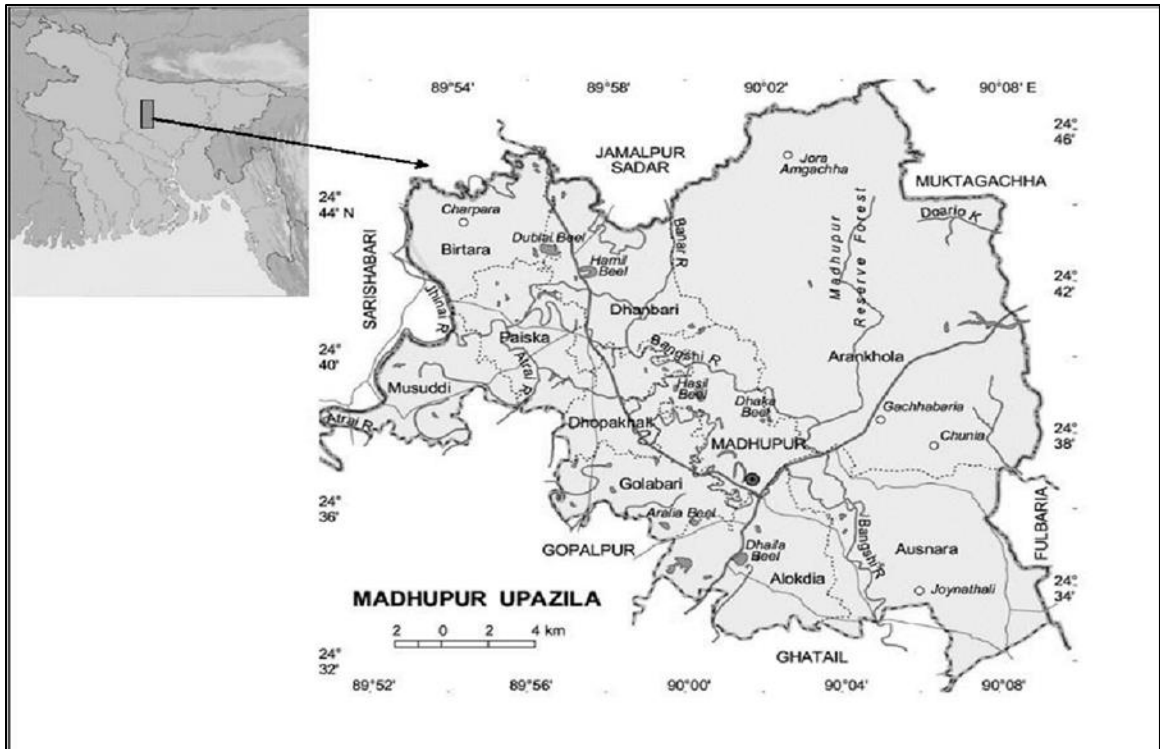 89°54'
89°58'
90°02'
90°08' E
24°
46'
JAMALPUR
SADAR
Jora
Amgachha
MUKTAGACHHA
24°
44' N
Charpara
Madhupur
Reserve Forest
Doario K
Birtara
Dublai Beel
Banar R
Hamil
Beel
24°
42'
SARISHABARI
Jhinai R
Dhanbari
24°
40'
Paiska
Atrai R
Bangshi R
Arankhola
Musuddi
Hasil
Beel
Dhaka
Beel
Gachhabaria
Atrai R
Dhopakhali
24°
38'
MADHUPUR
Chunia
24°
36'
Golabari
Aralia Beel
Bangshi R
FULBARIA
GOPALPUR
Dhaila
Beel
Ausnara
Alokdia
Joynathali
24°
34'
MADHUPUR UPAZILA
2 0 2 4 km
24°
32'
GHATAIL
89°52'
89°56'
90°00'
90°04'
90°08'